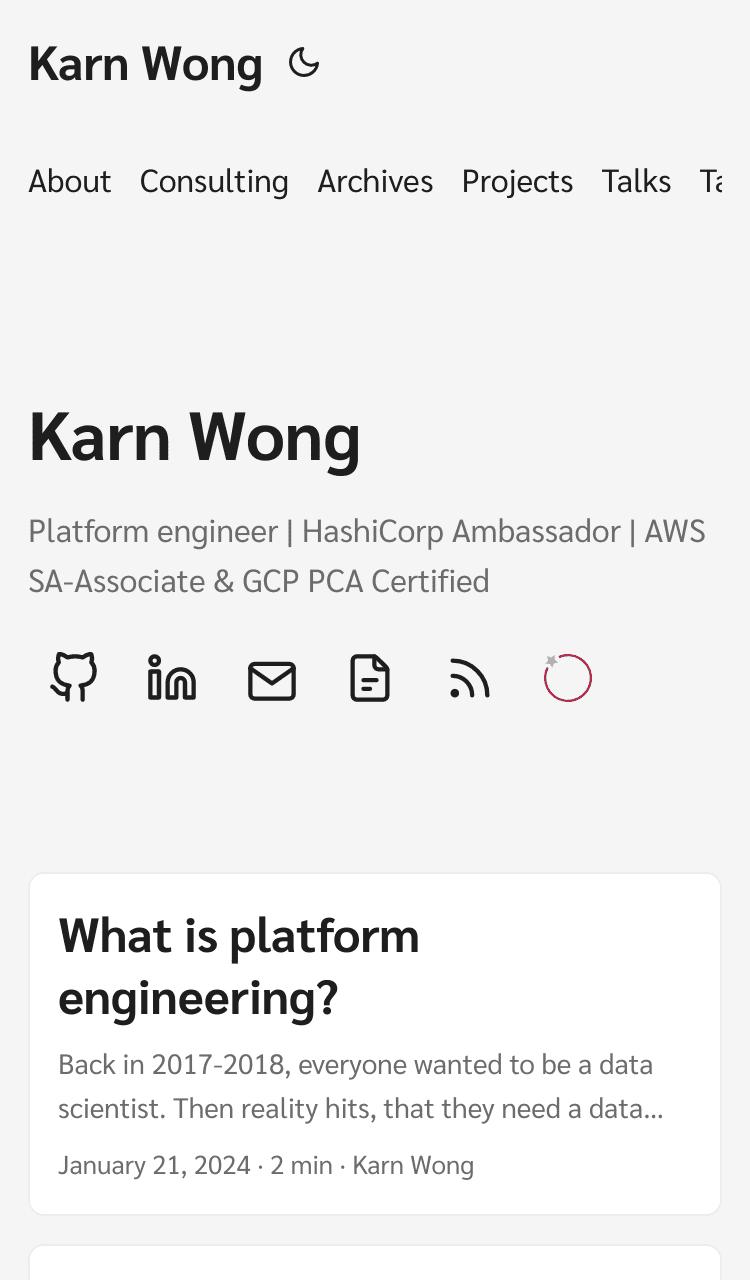 Karn Wong
About Consulting Archives Projects Talks
Karn Wong
Platform engineer | HashiCorp Ambassador | AWS
SA-Associate & GCP PCA Certified
What is platform
engineering?
Back in 2017-2018, everyone wanted to be a data
scientist. Then reality hits, that they need a data...
January 21, 2024 · 2 min · Karn Wong